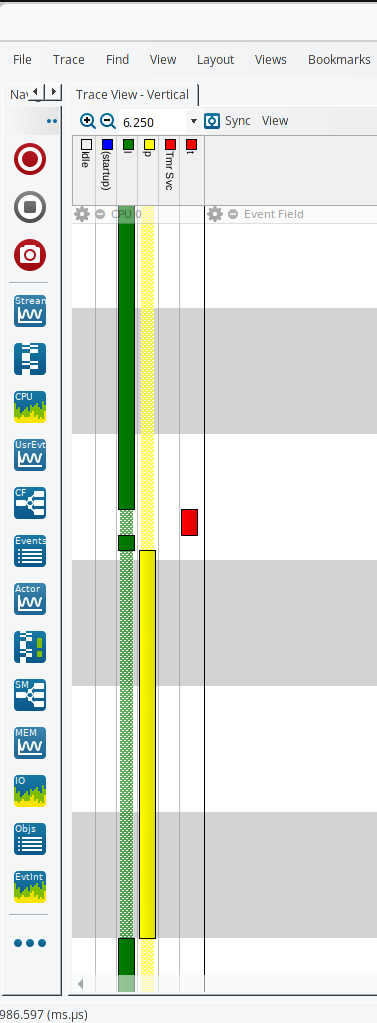 File Trace Find View Layout Views Bookmarks
Trace View - Vertical
6.250 Sync View
Idle
(startup)
l
p
Tmr Svc
t
CPU 0
Event Field
Stream
CPU
UsrEvt
CF
Events
Actor
SM
MEM
IO
Objs
EvtInt
986.597 (ms.µs)